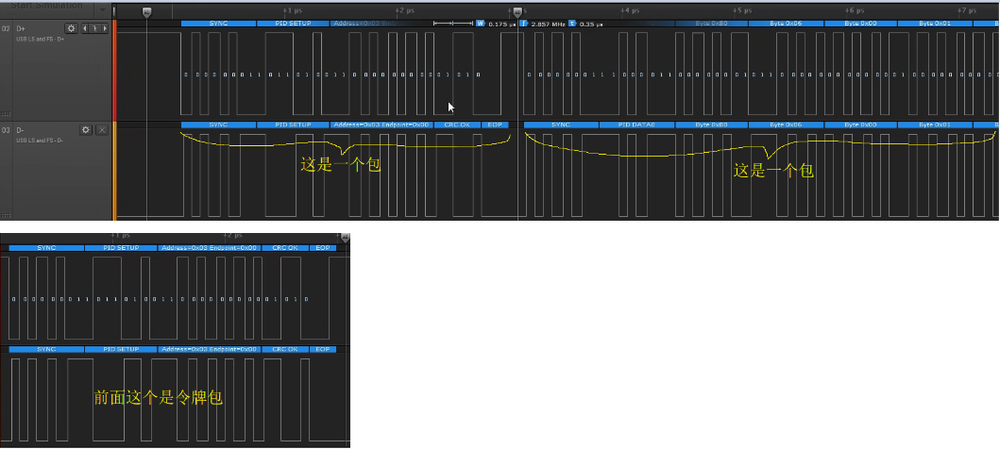 Start Simulation
+1 µs +2 µs +4 µs +5 µs +6 µs +7 µs
02 D+
USB LS and FS - D+
SYNC PID SETUP Address=0x03 Endp W 0.175 µs f 2.857 MHz τ 0.35 µs Byte 0x80 Byte 0x06 Byte 0x00 Byte 0x01
03 D-
USB LS and FS - D-
SYNC PID SETUP Address=0x03 Endpoint=0x00 CRC OK EOP SYNC PID DATA0 Byte 0x80 Byte 0x06 Byte 0x00 Byte 0x01
这是一个包 这是一个包
+1 µs +2 µs
SYNC PID SETUP Address=0x03 Endpoint=0x00 CRC OK EOP
SYNC PID SETUP Address=0x03 Endpoint=0x00 CRC OK EOP
前面这个是令牌包